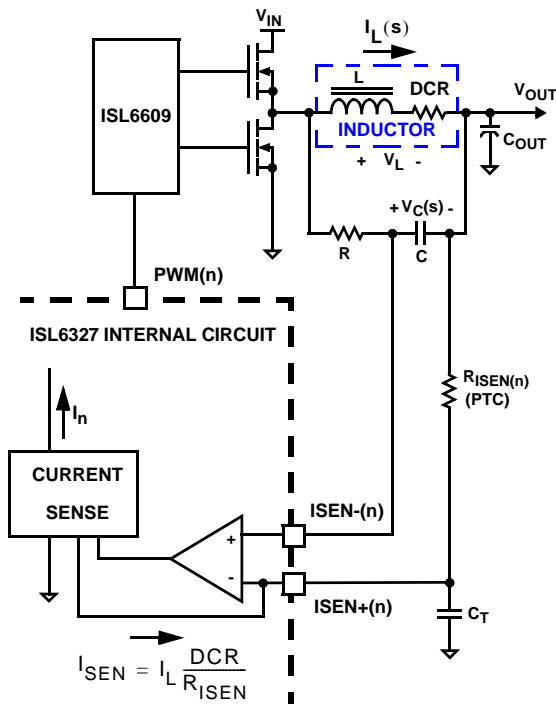 V_IN
I_L(s)
ISL6609
L
DCR
V_OUT
INDUCTOR
C_OUT
+ V_L -
+ V_C(s) -
R
C
PWM(n)
ISL6327 INTERNAL CIRCUIT
R_ISEN(n)
(PTC)
I_n
CURRENT
SENSE
ISEN-(n)
+
-
ISEN+(n)
C_T
I_SEN = I_L DCR / R_ISEN